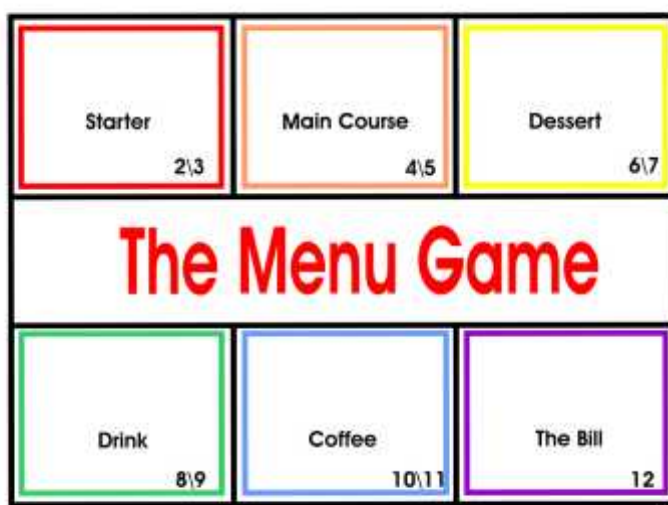 Starter
2\3
Main Course
4\5
Dessert
6\7
The Menu Game
Drink
8\9
Coffee
10\11
The Bill
12